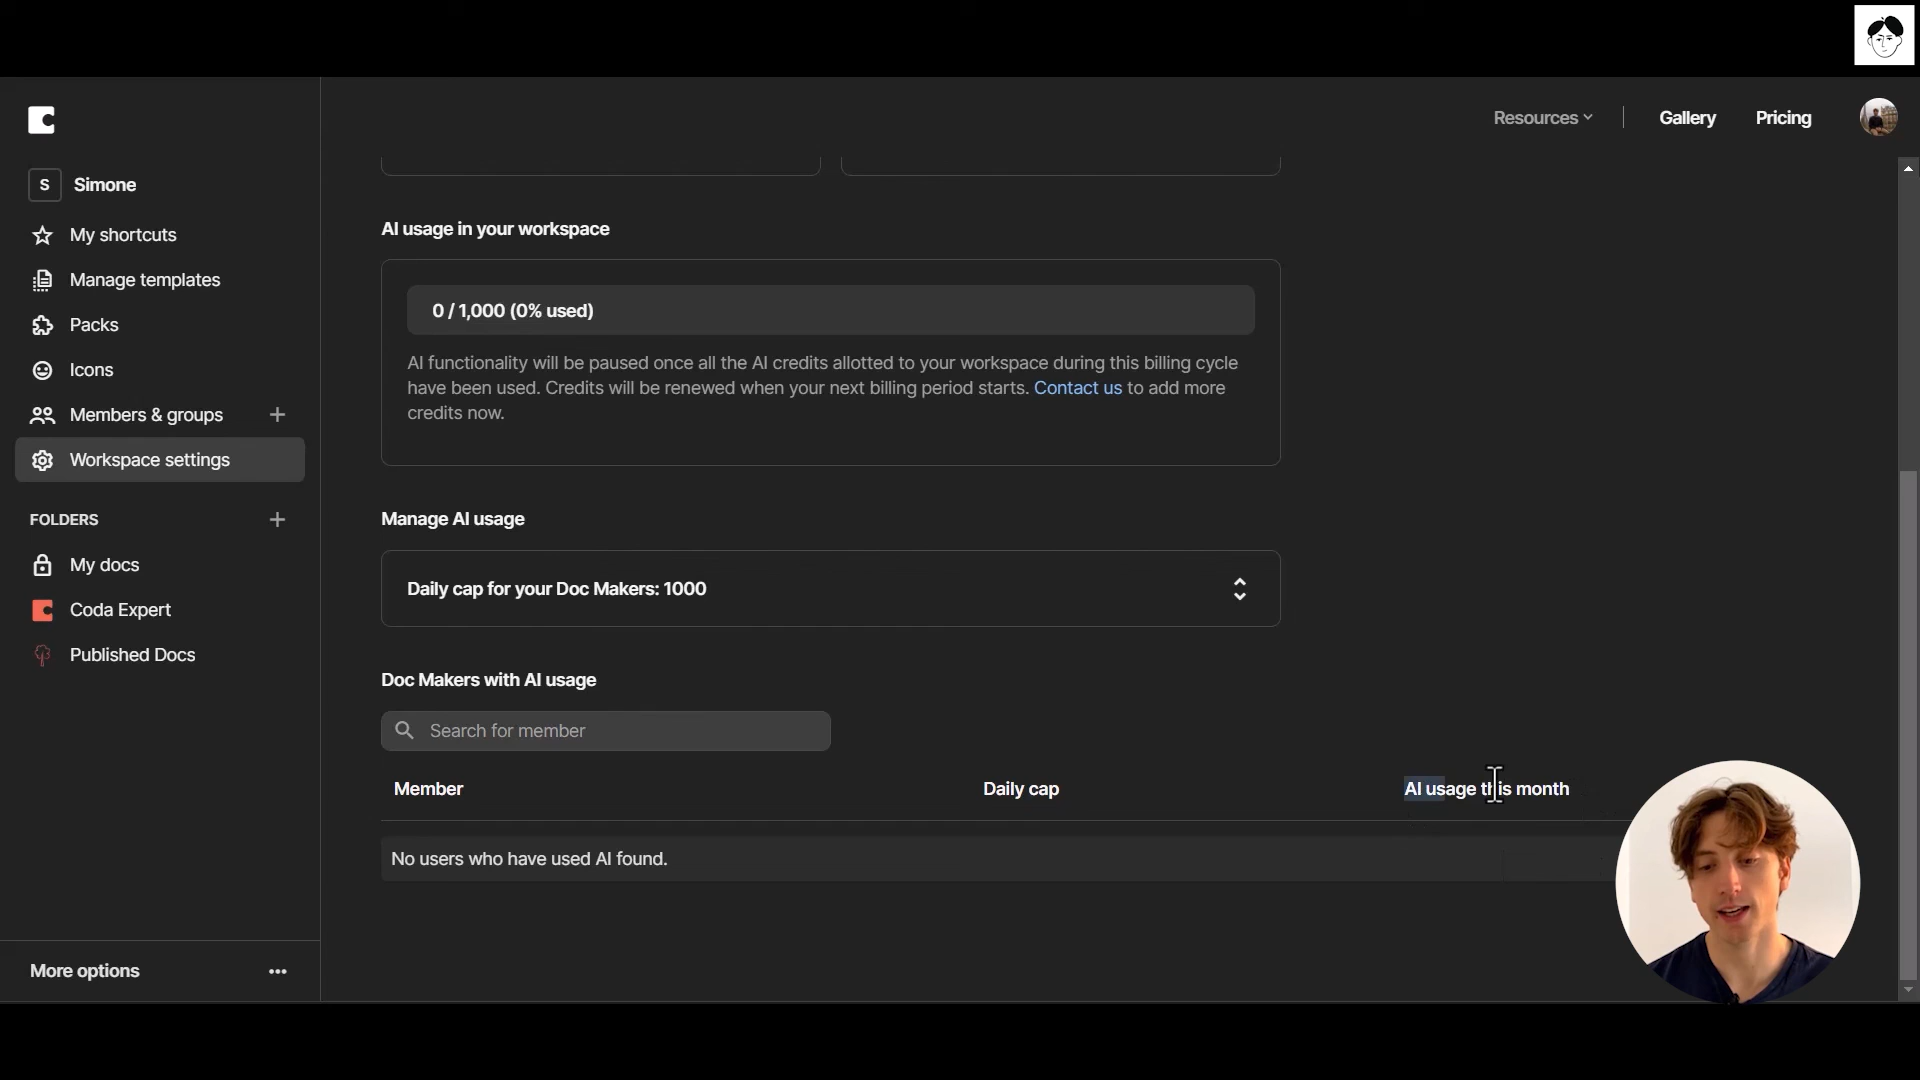 Resources
Gallery
Pricing
S
Simone
My shortcuts
Manage templates
Packs
Icons
Members & groups
Workspace settings
FOLDERS
My docs
Coda Expert
Published Docs
More options
AI usage in your workspace
0 / 1,000 (0% used)
AI functionality will be paused once all the AI credits allotted to your workspace during this billing cycle
have been used. Credits will be renewed when your next billing period starts. Contact us to add more
credits now.
Manage AI usage
Daily cap for your Doc Makers: 1000
Doc Makers with AI usage
Search for member
Member
Daily cap
AI usage this month
No users who have used AI found.